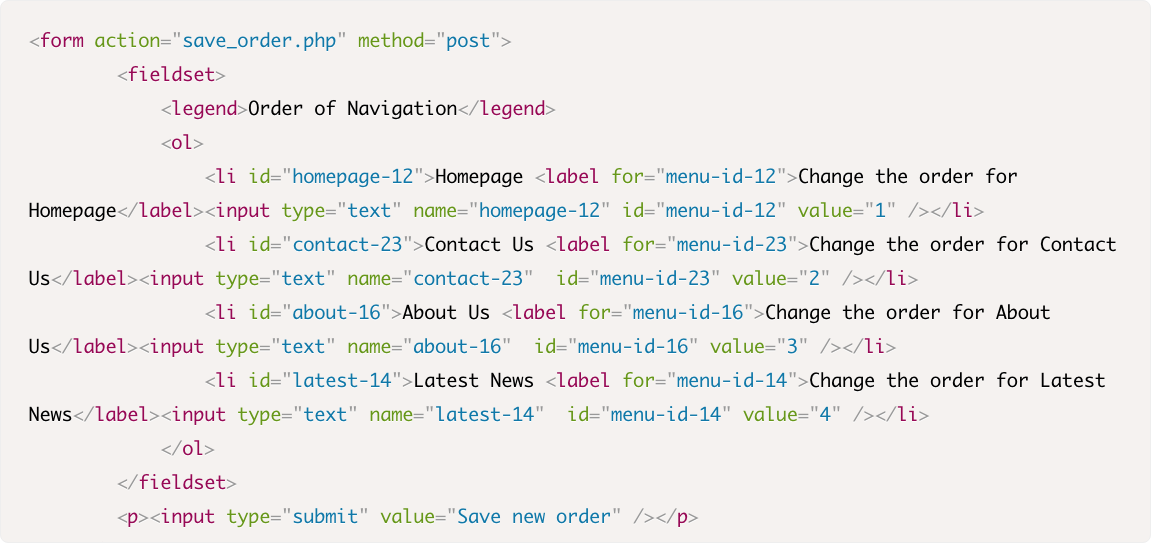 <form action="save_order.php" method="post">
        <fieldset>
            <legend>Order of Navigation</legend>
            <ol>
                <li id="homepage-12">Homepage <label for="menu-id-12">Change the order for
Homepage</label><input type="text" name="homepage-12" id="menu-id-12" value="1" /></li>
                <li id="contact-23">Contact Us <label for="menu-id-23">Change the order for Contact
Us</label><input type="text" name="contact-23"  id="menu-id-23" value="2" /></li>
                <li id="about-16">About Us <label for="menu-id-16">Change the order for About
Us</label><input type="text" name="about-16"  id="menu-id-16" value="3" /></li>
                <li id="latest-14">Latest News <label for="menu-id-14">Change the order for Latest
News</label><input type="text" name="latest-14"  id="menu-id-14" value="4" /></li>
            </ol>
        </fieldset>
        <p><input type="submit" value="Save new order" /></p>